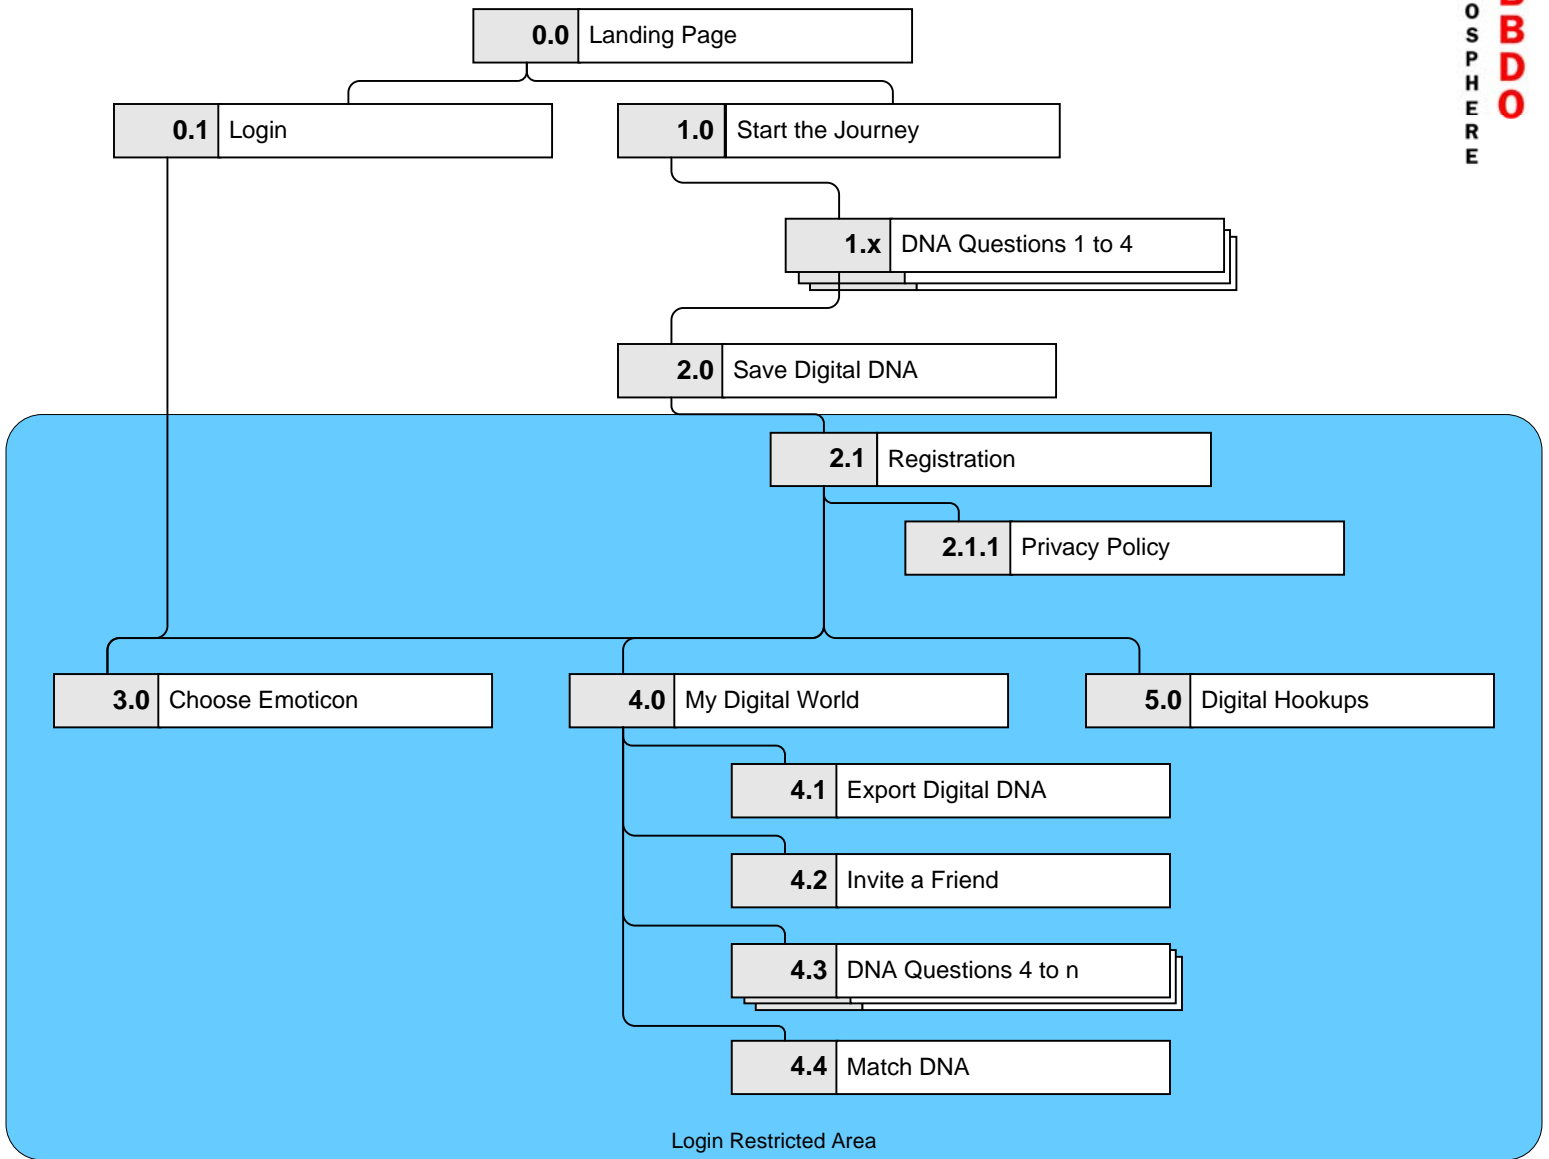 0.0 Landing Page
0.1 Login
1.0 Start the Journey
1.x DNA Questions 1 to 4
2.0 Save Digital DNA
2.1 Registration
2.1.1 Privacy Policy
3.0 Choose Emoticon
4.0 My Digital World
5.0 Digital Hookups
4.1 Export Digital DNA
4.2 Invite a Friend
4.3 DNA Questions 4 to n
4.4 Match DNA
Login Restricted Area
OSPHERE
BDO